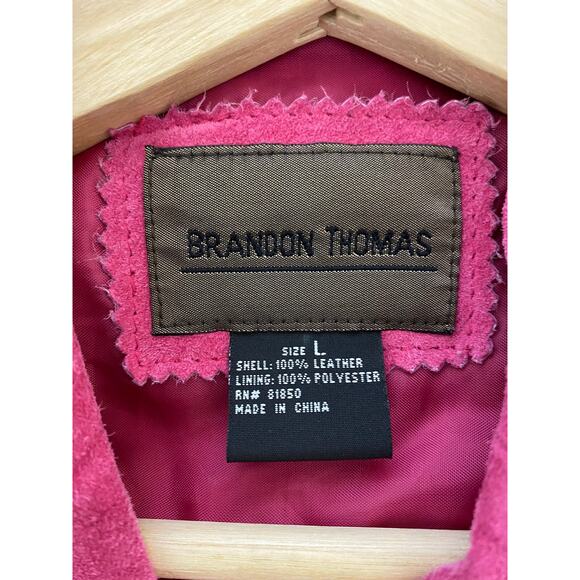 BRANDON THOMAS
SIZE L
SHELL: 100% LEATHER
LINING: 100% POLYESTER
RN# 81850
MADE IN CHINA